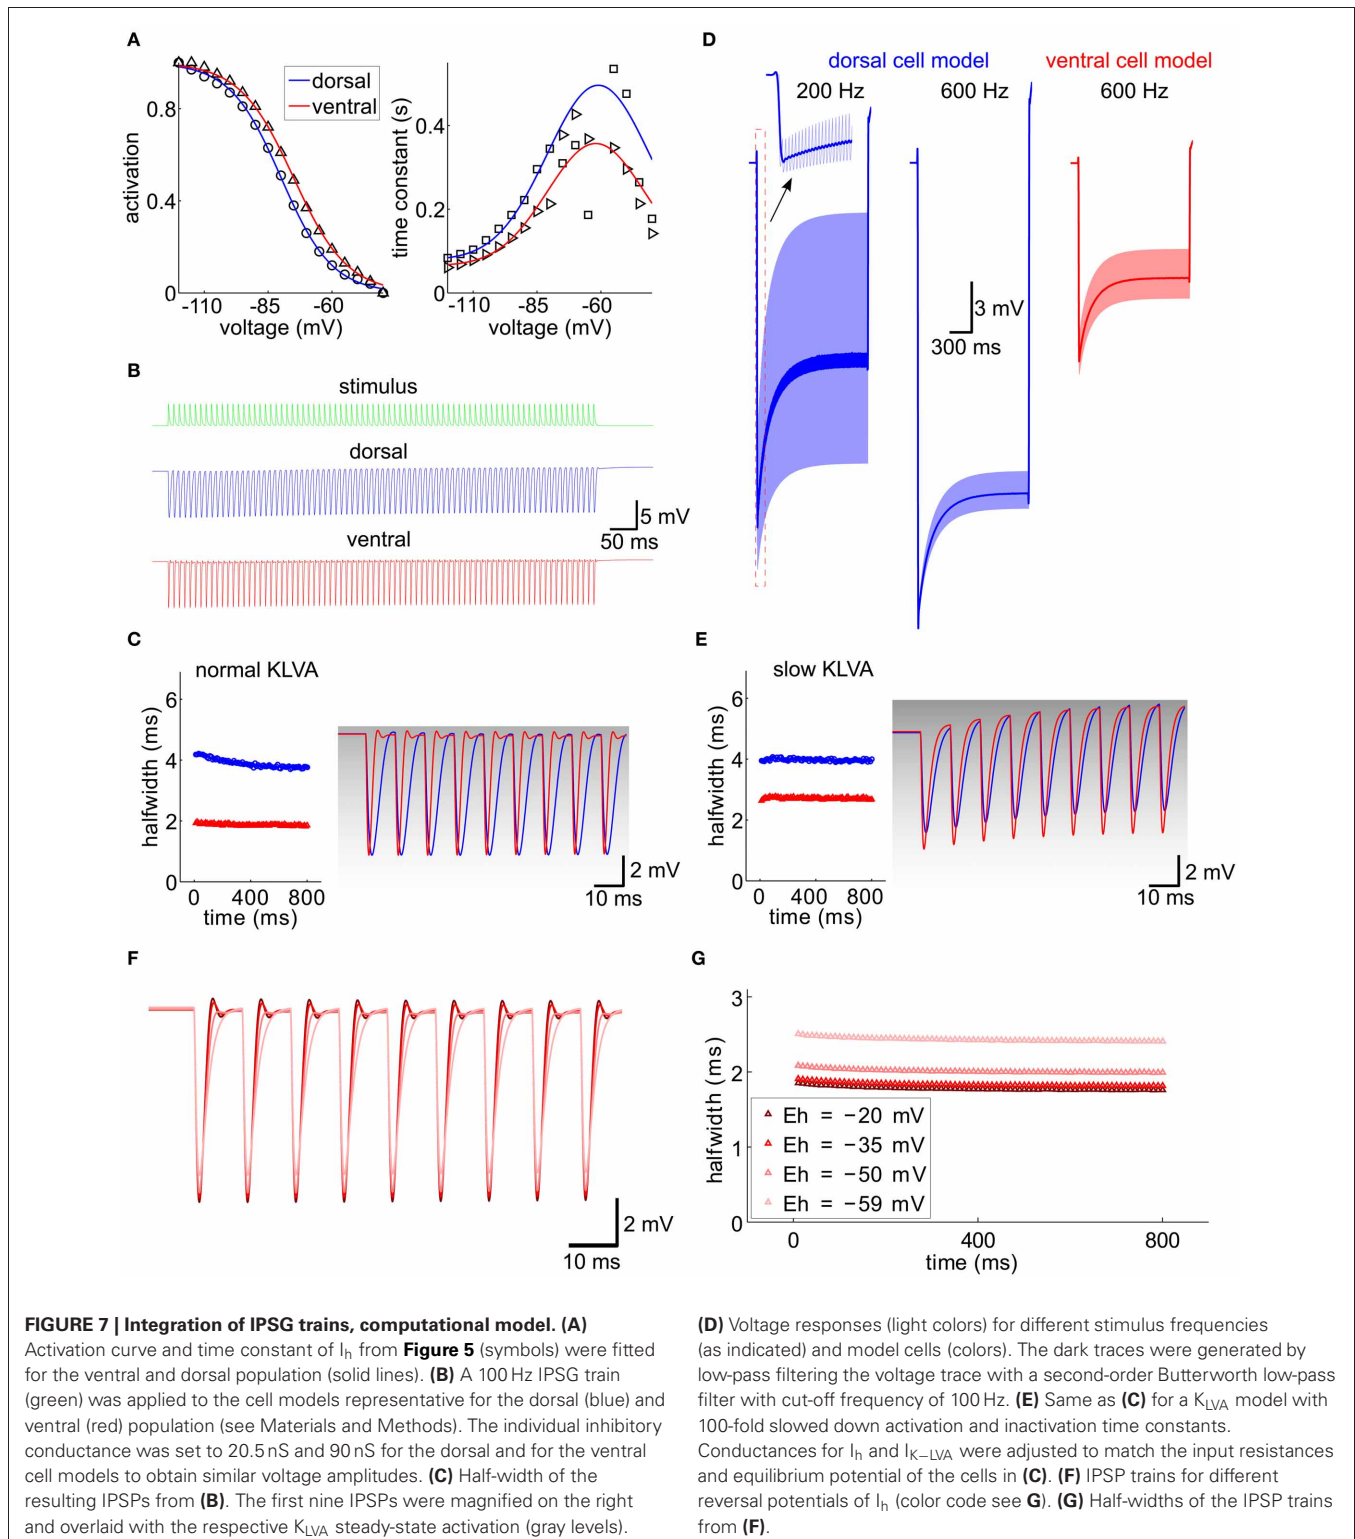 A
dorsal
ventral
activation
0.8
0.4
0
-110
-85
-60
voltage (mV)
time constant (s)
0.4
0.2
0
-110
-85
-60
voltage (mV)
B
stimulus
dorsal
5 mV
50 ms
ventral
C
normal KLVA
halfwidth (ms)
6
4
2
0
0
400
800
time (ms)
2 mV
10 ms
D
dorsal cell model
ventral cell model
200 Hz
600 Hz
600 Hz
3 mV
300 ms
E
slow KLVA
halfwidth (ms)
6
4
2
0
0
400
800
time (ms)
2 mV
10 ms
F
2 mV
10 ms
G
halfwidth (ms)
3
2
1
0
Eh = −20 mV
Eh = −35 mV
Eh = −50 mV
Eh = −59 mV
0
400
800
time (ms)
FIGURE 7 | Integration of IPSG trains, computational model. (A)
Activation curve and time constant of Ih from Figure 5 (symbols) were fitted
for the ventral and dorsal population (solid lines). (B) A 100 Hz IPSG train
(green) was applied to the cell models representative for the dorsal (blue) and
ventral (red) population (see Materials and Methods). The individual inhibitory
conductance was set to 20.5 nS and 90 nS for the dorsal and for the ventral
cell models to obtain similar voltage amplitudes. (C) Half-width of the
resulting IPSPs from (B). The first nine IPSPs were magnified on the right
and overlaid with the respective KLVA steady-state activation (gray levels).
(D) Voltage responses (light colors) for different stimulus frequencies
(as indicated) and model cells (colors). The dark traces were generated by
low-pass filtering the voltage trace with a second-order Butterworth low-pass
filter with cut-off frequency of 100 Hz. (E) Same as (C) for a KLVA model with
100-fold slowed down activation and inactivation time constants.
Conductances for Ih and IK−LVA were adjusted to match the input resistances
and equilibrium potential of the cells in (C). (F) IPSP trains for different
reversal potentials of Ih (color code see G). (G) Half-widths of the IPSP trains
from (F).